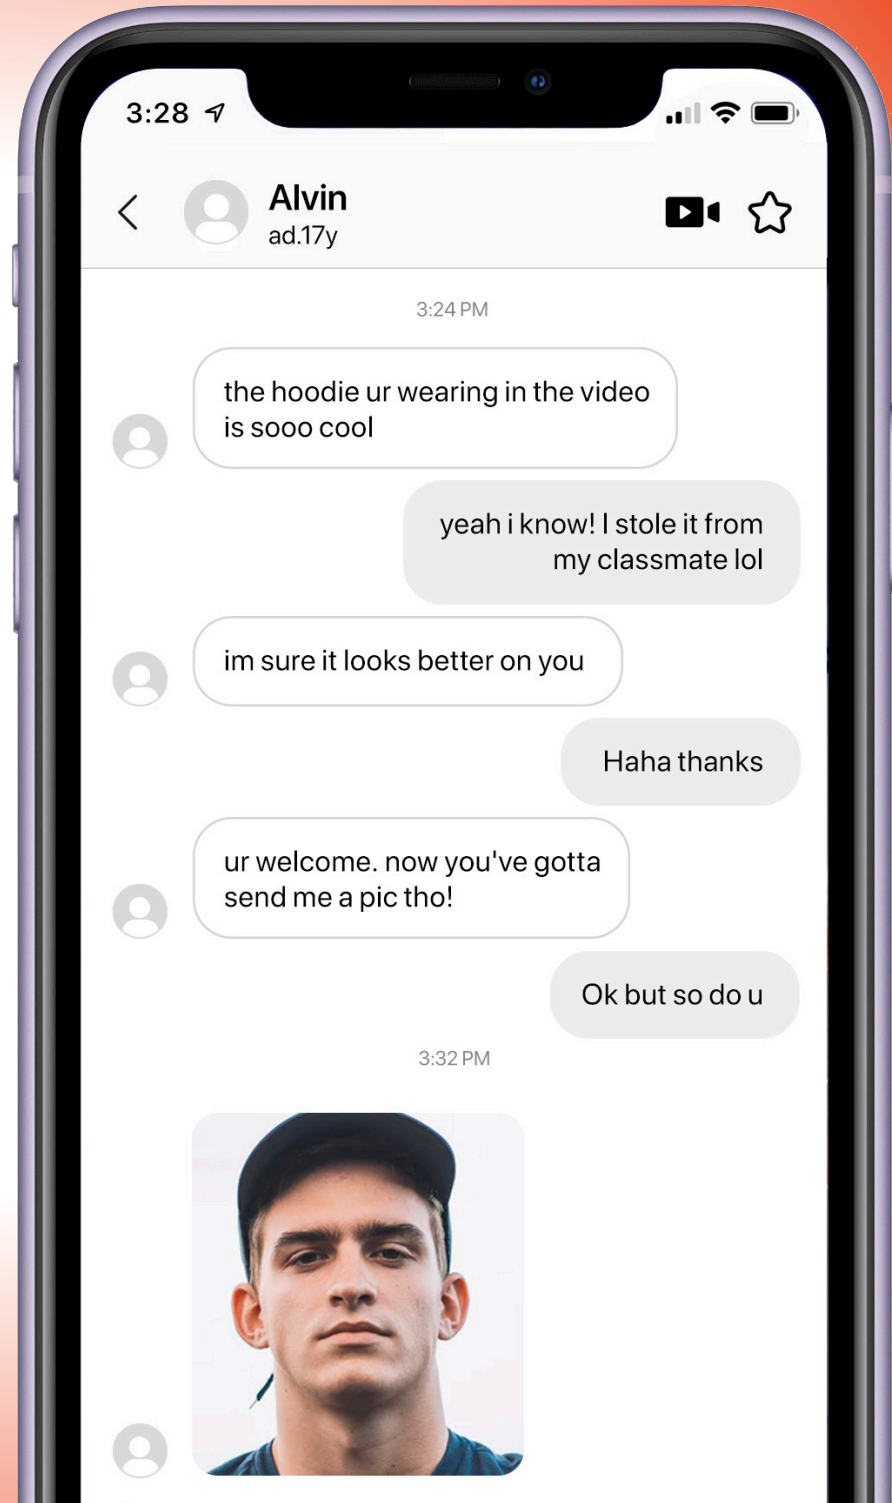 3:28
Alvin
ad.17y
3:24 PM
the hoodie ur wearing in the video
is sooo cool
yeah i know! I stole it from
my classmate lol
im sure it looks better on you
Haha thanks
ur welcome. now you've gotta
send me a pic tho!
Ok but so do u
3:32 PM